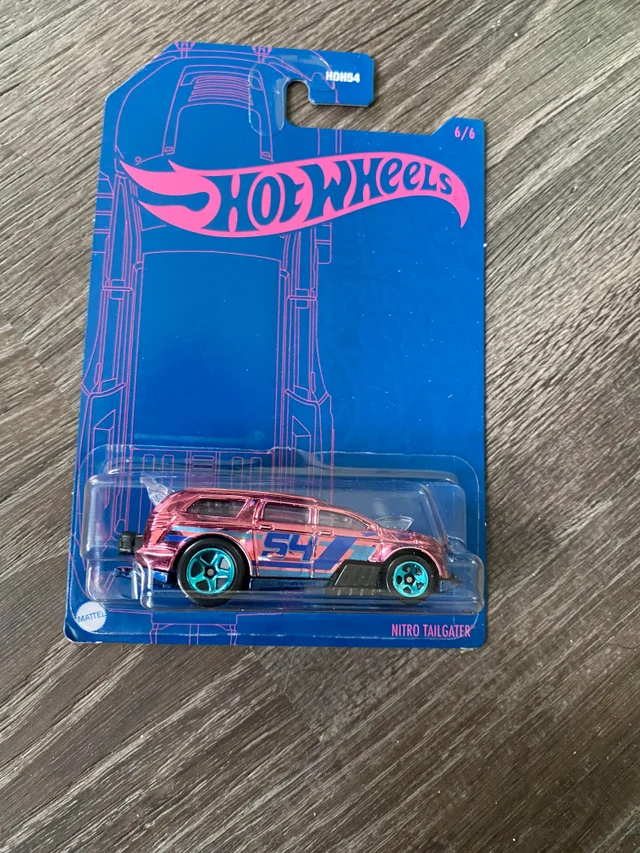 HDH54
6/6
HOT WHEELS
54
MATTEL
NITRO TAILGATER